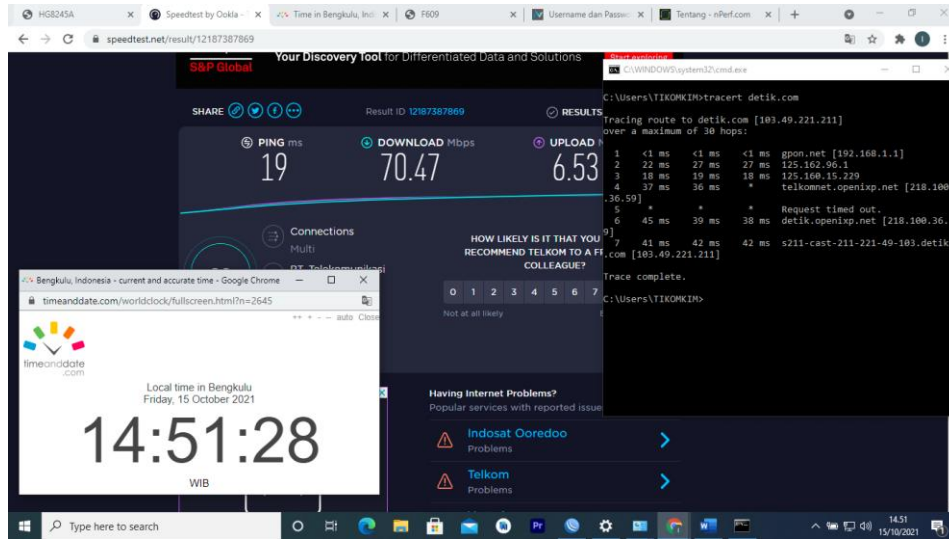 HG8245A
Speedtest by Ookla -
Time in Bengkulu, Ind
F609
Username dan Passwo
Tentang - nPerf.com
speedtest.net/result/12187387869
S&P Global
Your Discovery Tool for Differentiated Data and Solutions
Start exploring
SHARE
Result ID 12187387869
RESULTS
PING ms
19
DOWNLOAD Mbps
70.47
UPLOAD M
6.53
Connections
Multi
PT. Telekomunikasi
HOW LIKELY IS IT THAT YOU
RECOMMEND TELKOM TO A FR
COLLEAGUE?
0 1 2 3 4 5 6 7
Not at all likely
Having Internet Problems?
Popular services with reported issue
Indosat Ooredoo
Problems
Telkom
Problems
C:\WINDOWS\system32\cmd.exe
C:\Users\TIKOMKIM>tracert detik.com
Tracing route to detik.com [103.49.221.211]
over a maximum of 30 hops:
1 <1 ms <1 ms <1 ms gpon.net [192.168.1.1]
2 22 ms 27 ms 27 ms 125.162.96.1
3 18 ms 19 ms 18 ms 125.160.15.229
4 37 ms 36 ms * telkomnet.openixp.net [218.100
.36.59]
5 * * * Request timed out.
6 45 ms 39 ms 38 ms detik.openixp.net [218.100.36.
9]
7 41 ms 42 ms 42 ms s211-cast-211-221-49-103.detik
.com [103.49.221.211]
Trace complete.
C:\Users\TIKOMKIM>
Bengkulu, Indonesia - current and accurate time - Google Chrome
timeanddate.com/worldclock/fullscreen.html?n=2645
++ + - -- auto Close
timeanddate
.com
Local time in Bengkulu
Friday, 15 October 2021
14:51:28
WIB
Type here to search
14.51
15/10/2021